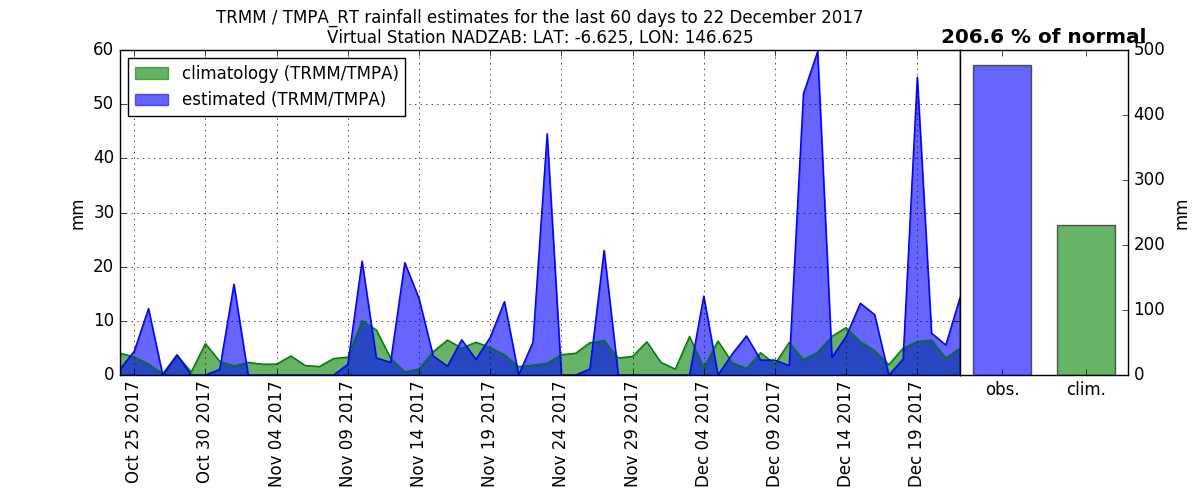 TRMM / TMPA_RT rainfall estimates for the last 60 days to 22 December 2017
Virtual Station NADZAB: LAT: -6.625, LON: 146.625
206.6 % of normal
climatology (TRMM/TMPA)
estimated (TRMM/TMPA)
60
50
40
30
20
10
0
mm
Oct 25 2017
Oct 30 2017
Nov 04 2017
Nov 09 2017
Nov 14 2017
Nov 19 2017
Nov 24 2017
Nov 29 2017
Dec 04 2017
Dec 09 2017
Dec 14 2017
Dec 19 2017
obs.
clim.
500
400
300
200
100
0
mm